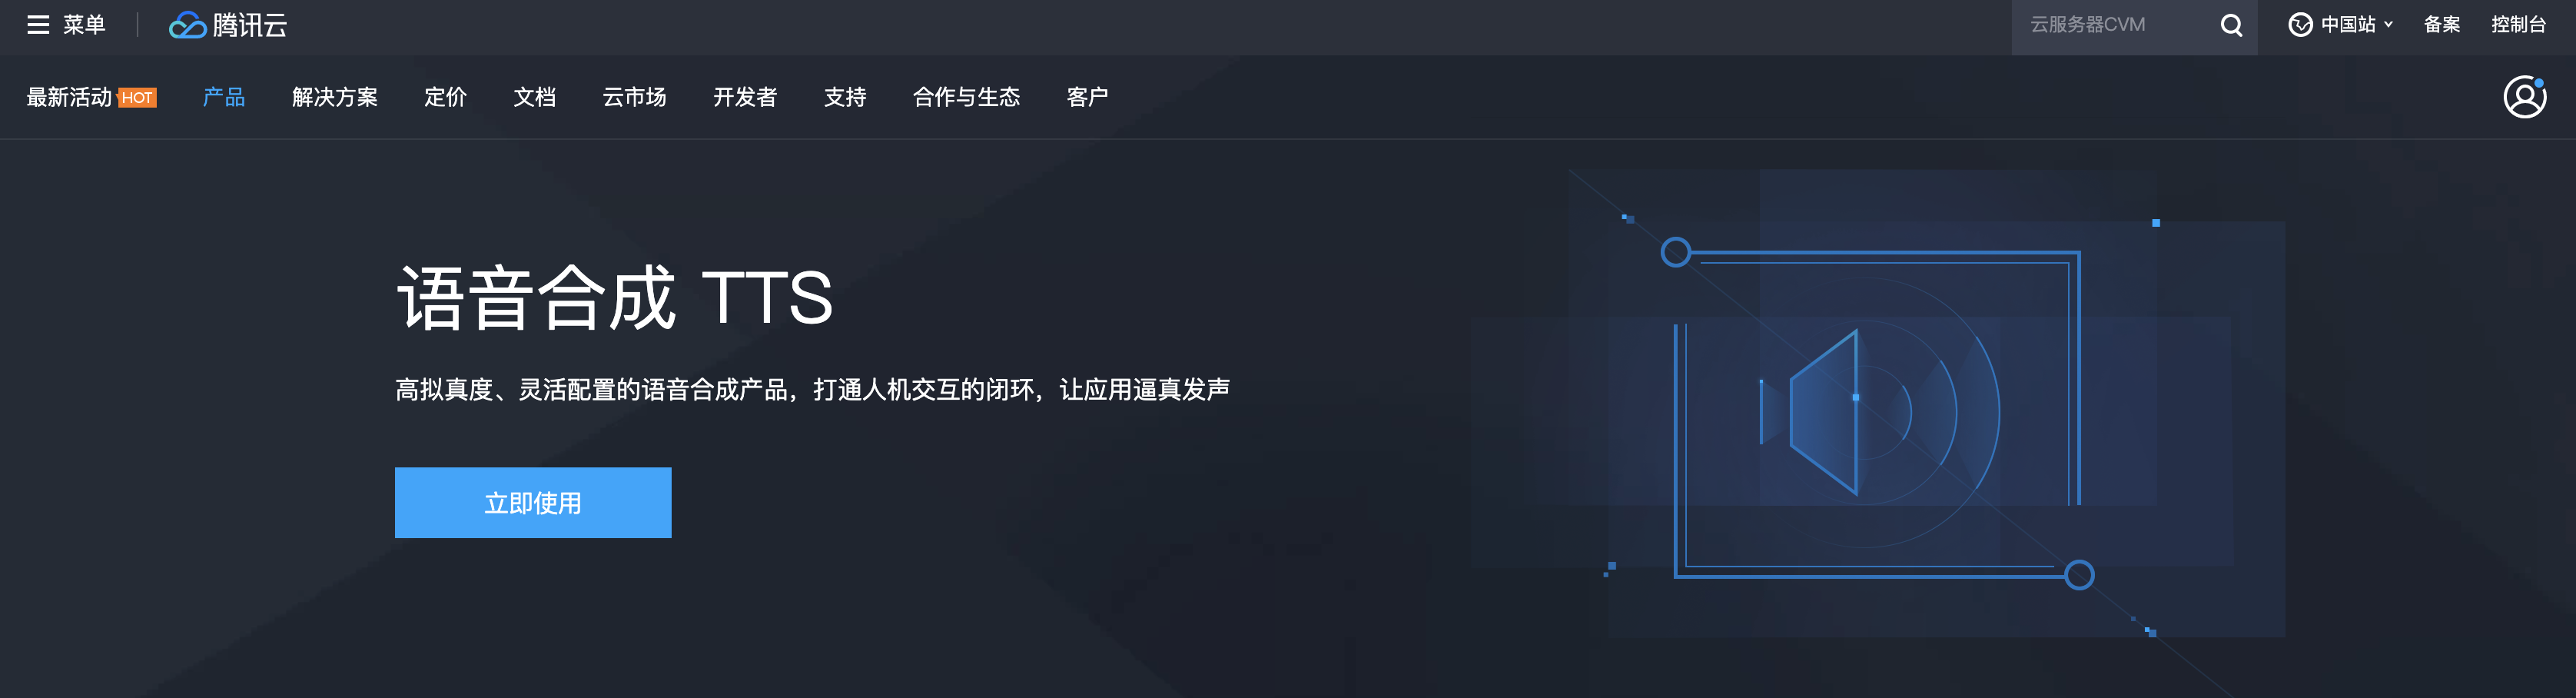 菜单 腾讯云 云服务器CVM 中国站 备案 控制台
最新活动 HOT 产品 解决方案 定价 文档 云市场 开发者 支持 合作与生态 客户
语音合成 TTS
高拟真度、灵活配置的语音合成产品，打通人机交互的闭环，让应用逼真发声
立即使用